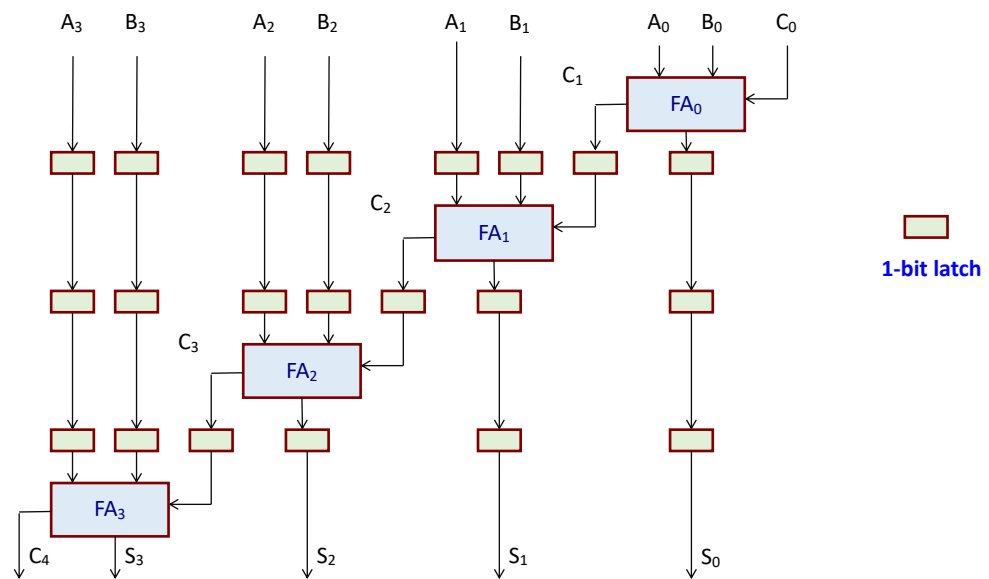 A₃ B₃ A₂ B₂ A₁ B₁ A₀ B₀ C₀
C₁
FA₀
C₂
FA₁
1-bit latch
C₃
FA₂
FA₃
C₄ S₃ S₂ S₁ S₀